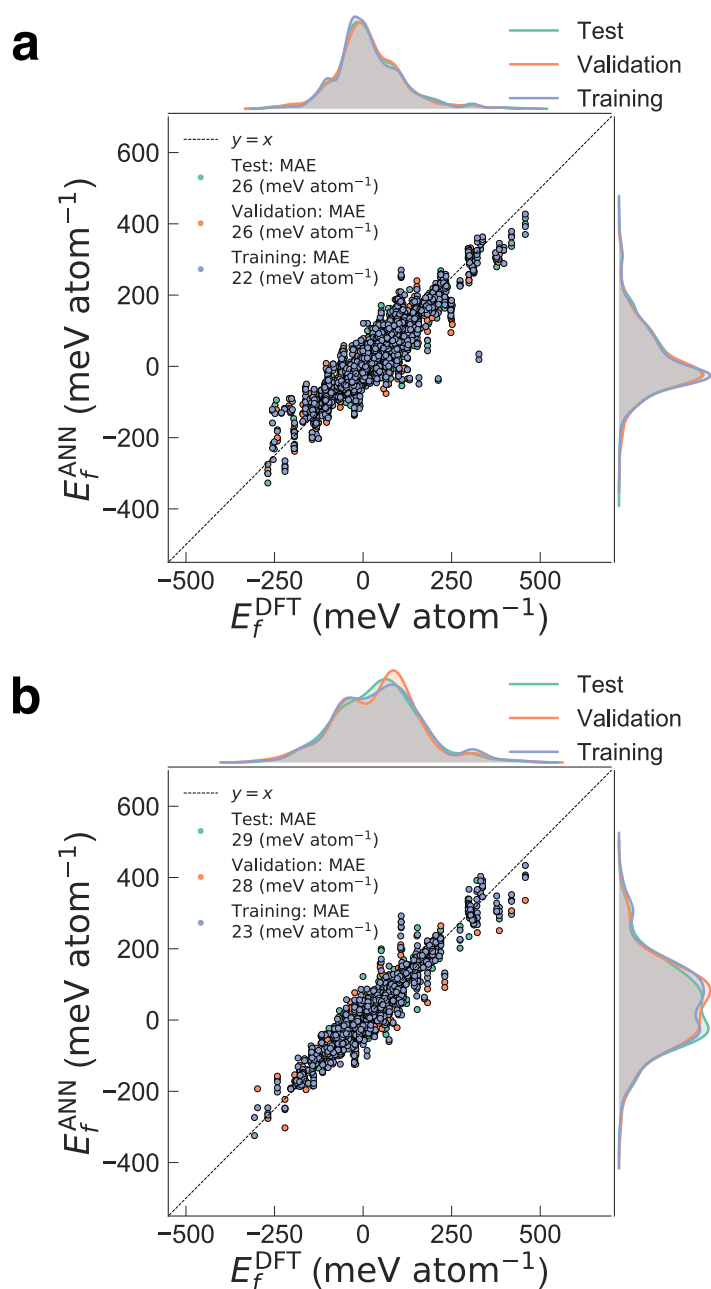 a
Test
Validation
Training
y = x
Test: MAE
26 (meV atom⁻¹)
Validation: MAE
26 (meV atom⁻¹)
Training: MAE
22 (meV atom⁻¹)
600
400
200
0
−200
−400
E_f^ANN (meV atom⁻¹)
−500 −250 0 250 500
E_f^DFT (meV atom⁻¹)
b
Test
Validation
Training
y = x
Test: MAE
29 (meV atom⁻¹)
Validation: MAE
28 (meV atom⁻¹)
Training: MAE
23 (meV atom⁻¹)
600
400
200
0
−200
−400
E_f^ANN (meV atom⁻¹)
−500 −250 0 250 500
E_f^DFT (meV atom⁻¹)